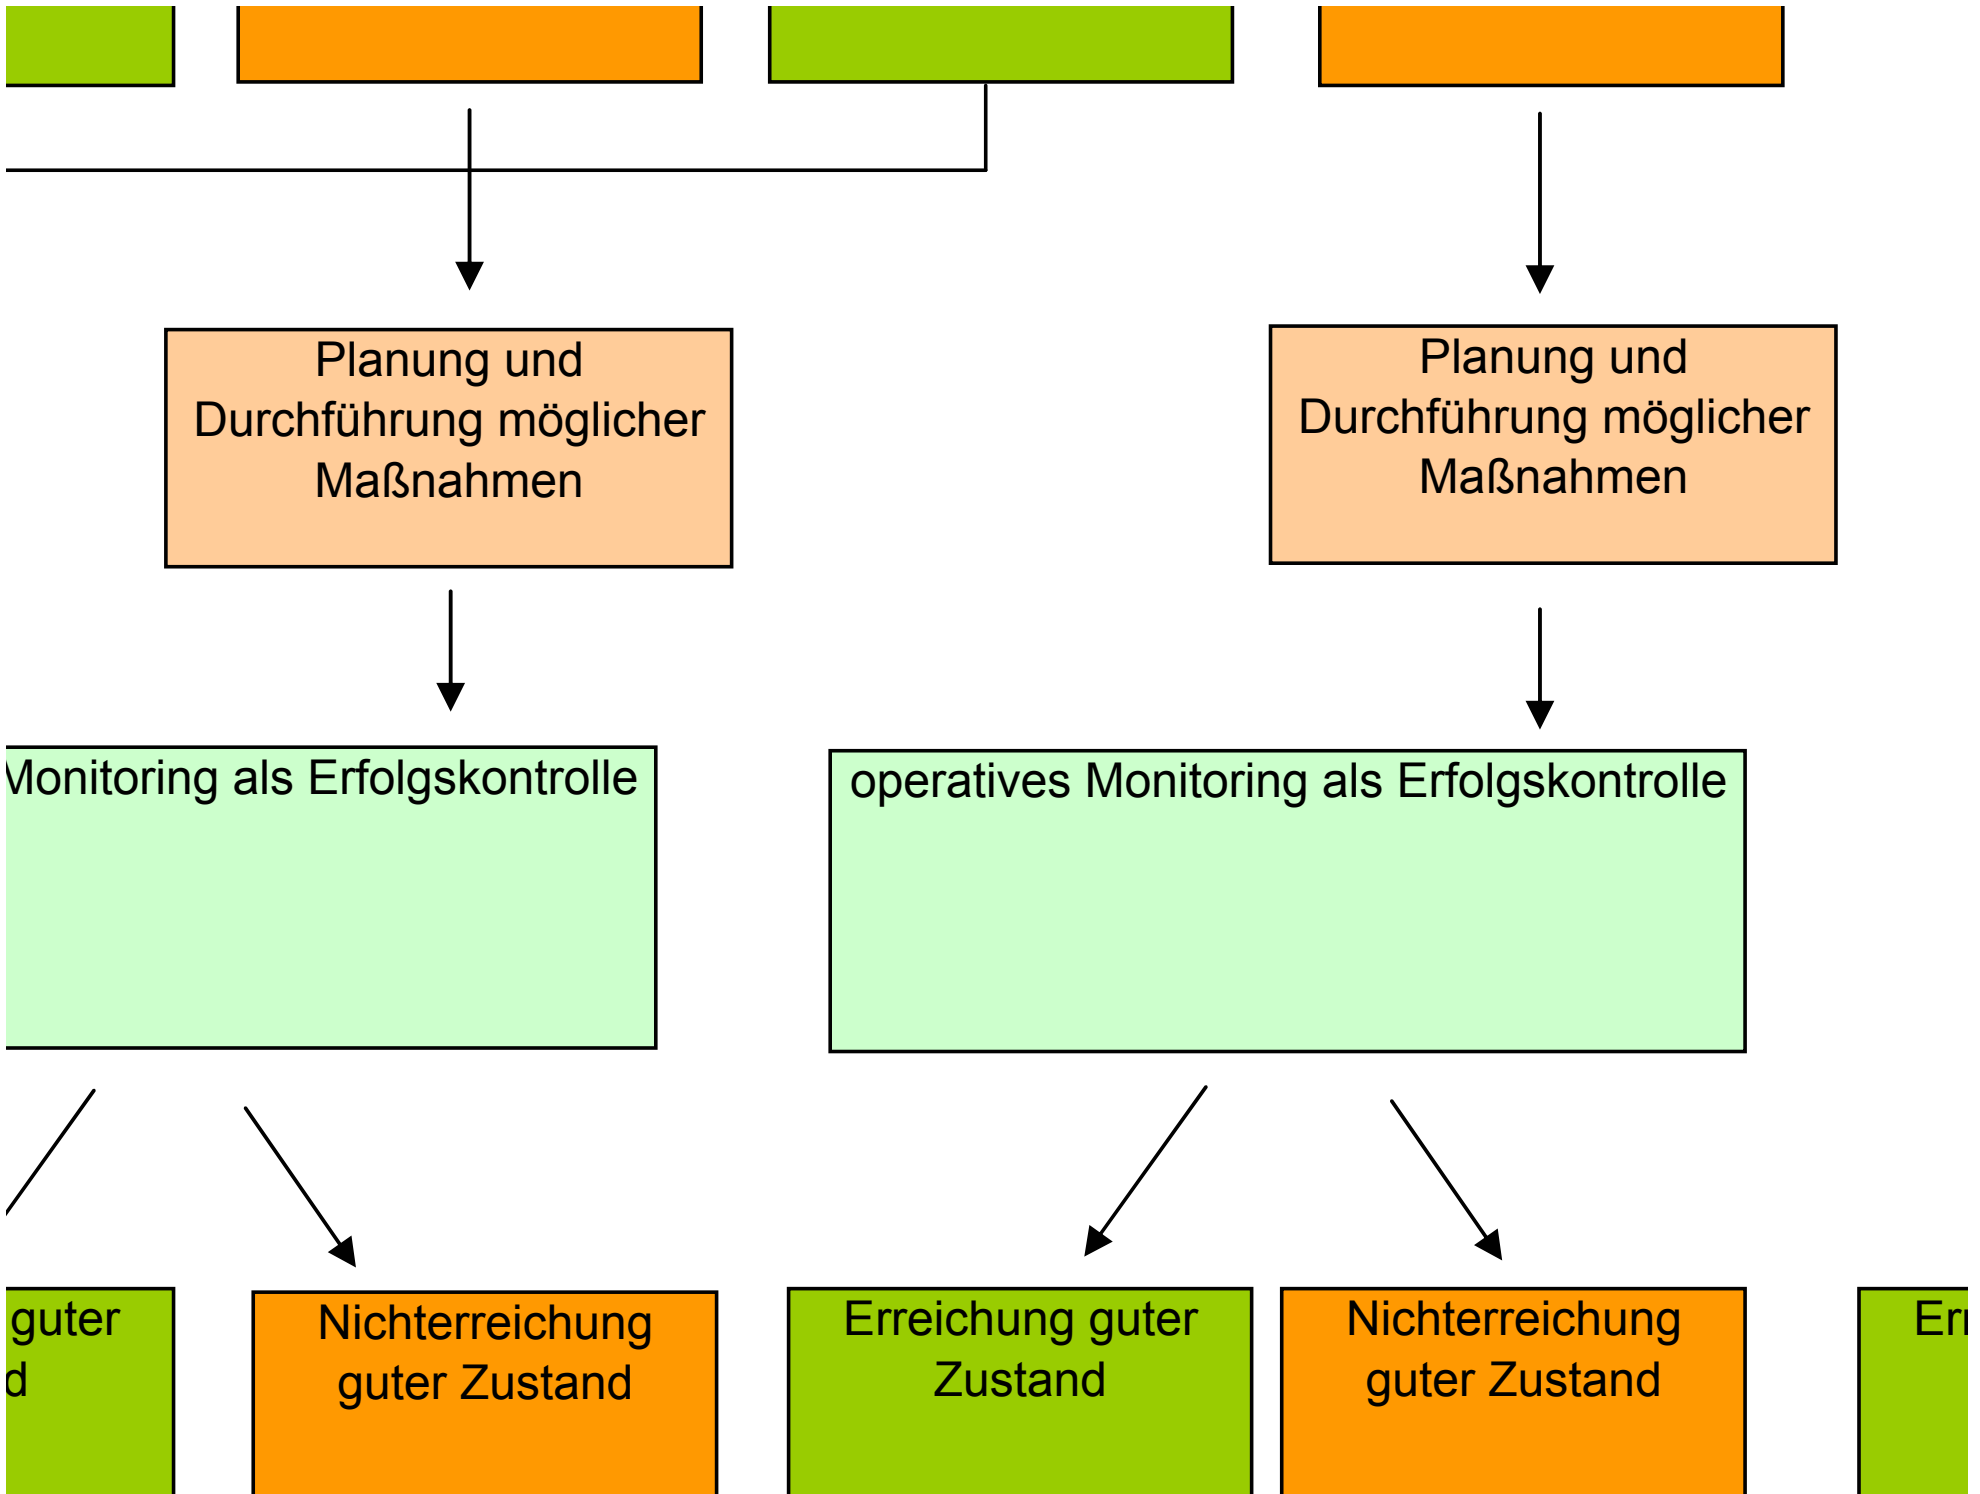 Planung und
Durchführung möglicher
Maßnahmen
Planung und
Durchführung möglicher
Maßnahmen
Monitoring als Erfolgskontrolle
operatives Monitoring als Erfolgskontrolle
guter
Nichterreichung
guter Zustand
Erreichung guter
Zustand
Nichterreichung
guter Zustand